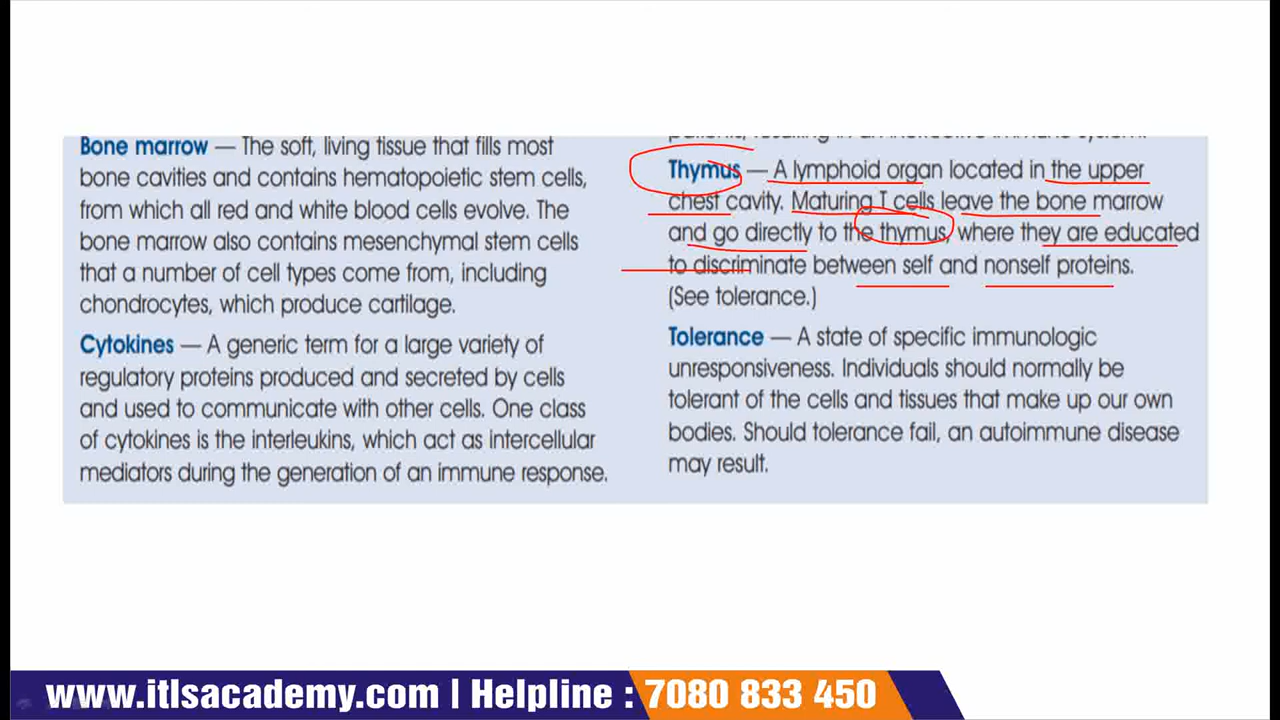 Bone marrow — The soft, living tissue that fills most
bone cavities and contains hematopoietic stem cells,
from which all red and white blood cells evolve. The
bone marrow also contains mesenchymal stem cells
that a number of cell types come from, including
chondrocytes, which produce cartilage.
Cytokines — A generic term for a large variety of
regulatory proteins produced and secreted by cells
and used to communicate with other cells. One class
of cytokines is the interleukins, which act as intercellular
mediators during the generation of an immune response.
Thymus — A lymphoid organ located in the upper
chest cavity. Maturing T cells leave the bone marrow
and go directly to the thymus, where they are educated
to discriminate between self and nonself proteins.
(See tolerance.)
Tolerance — A state of specific immunologic
unresponsiveness. Individuals should normally be
tolerant of the cells and tissues that make up our own
bodies. Should tolerance fail, an autoimmune disease
may result.
www.itlsacademy.com | Helpline : 7080 833 450